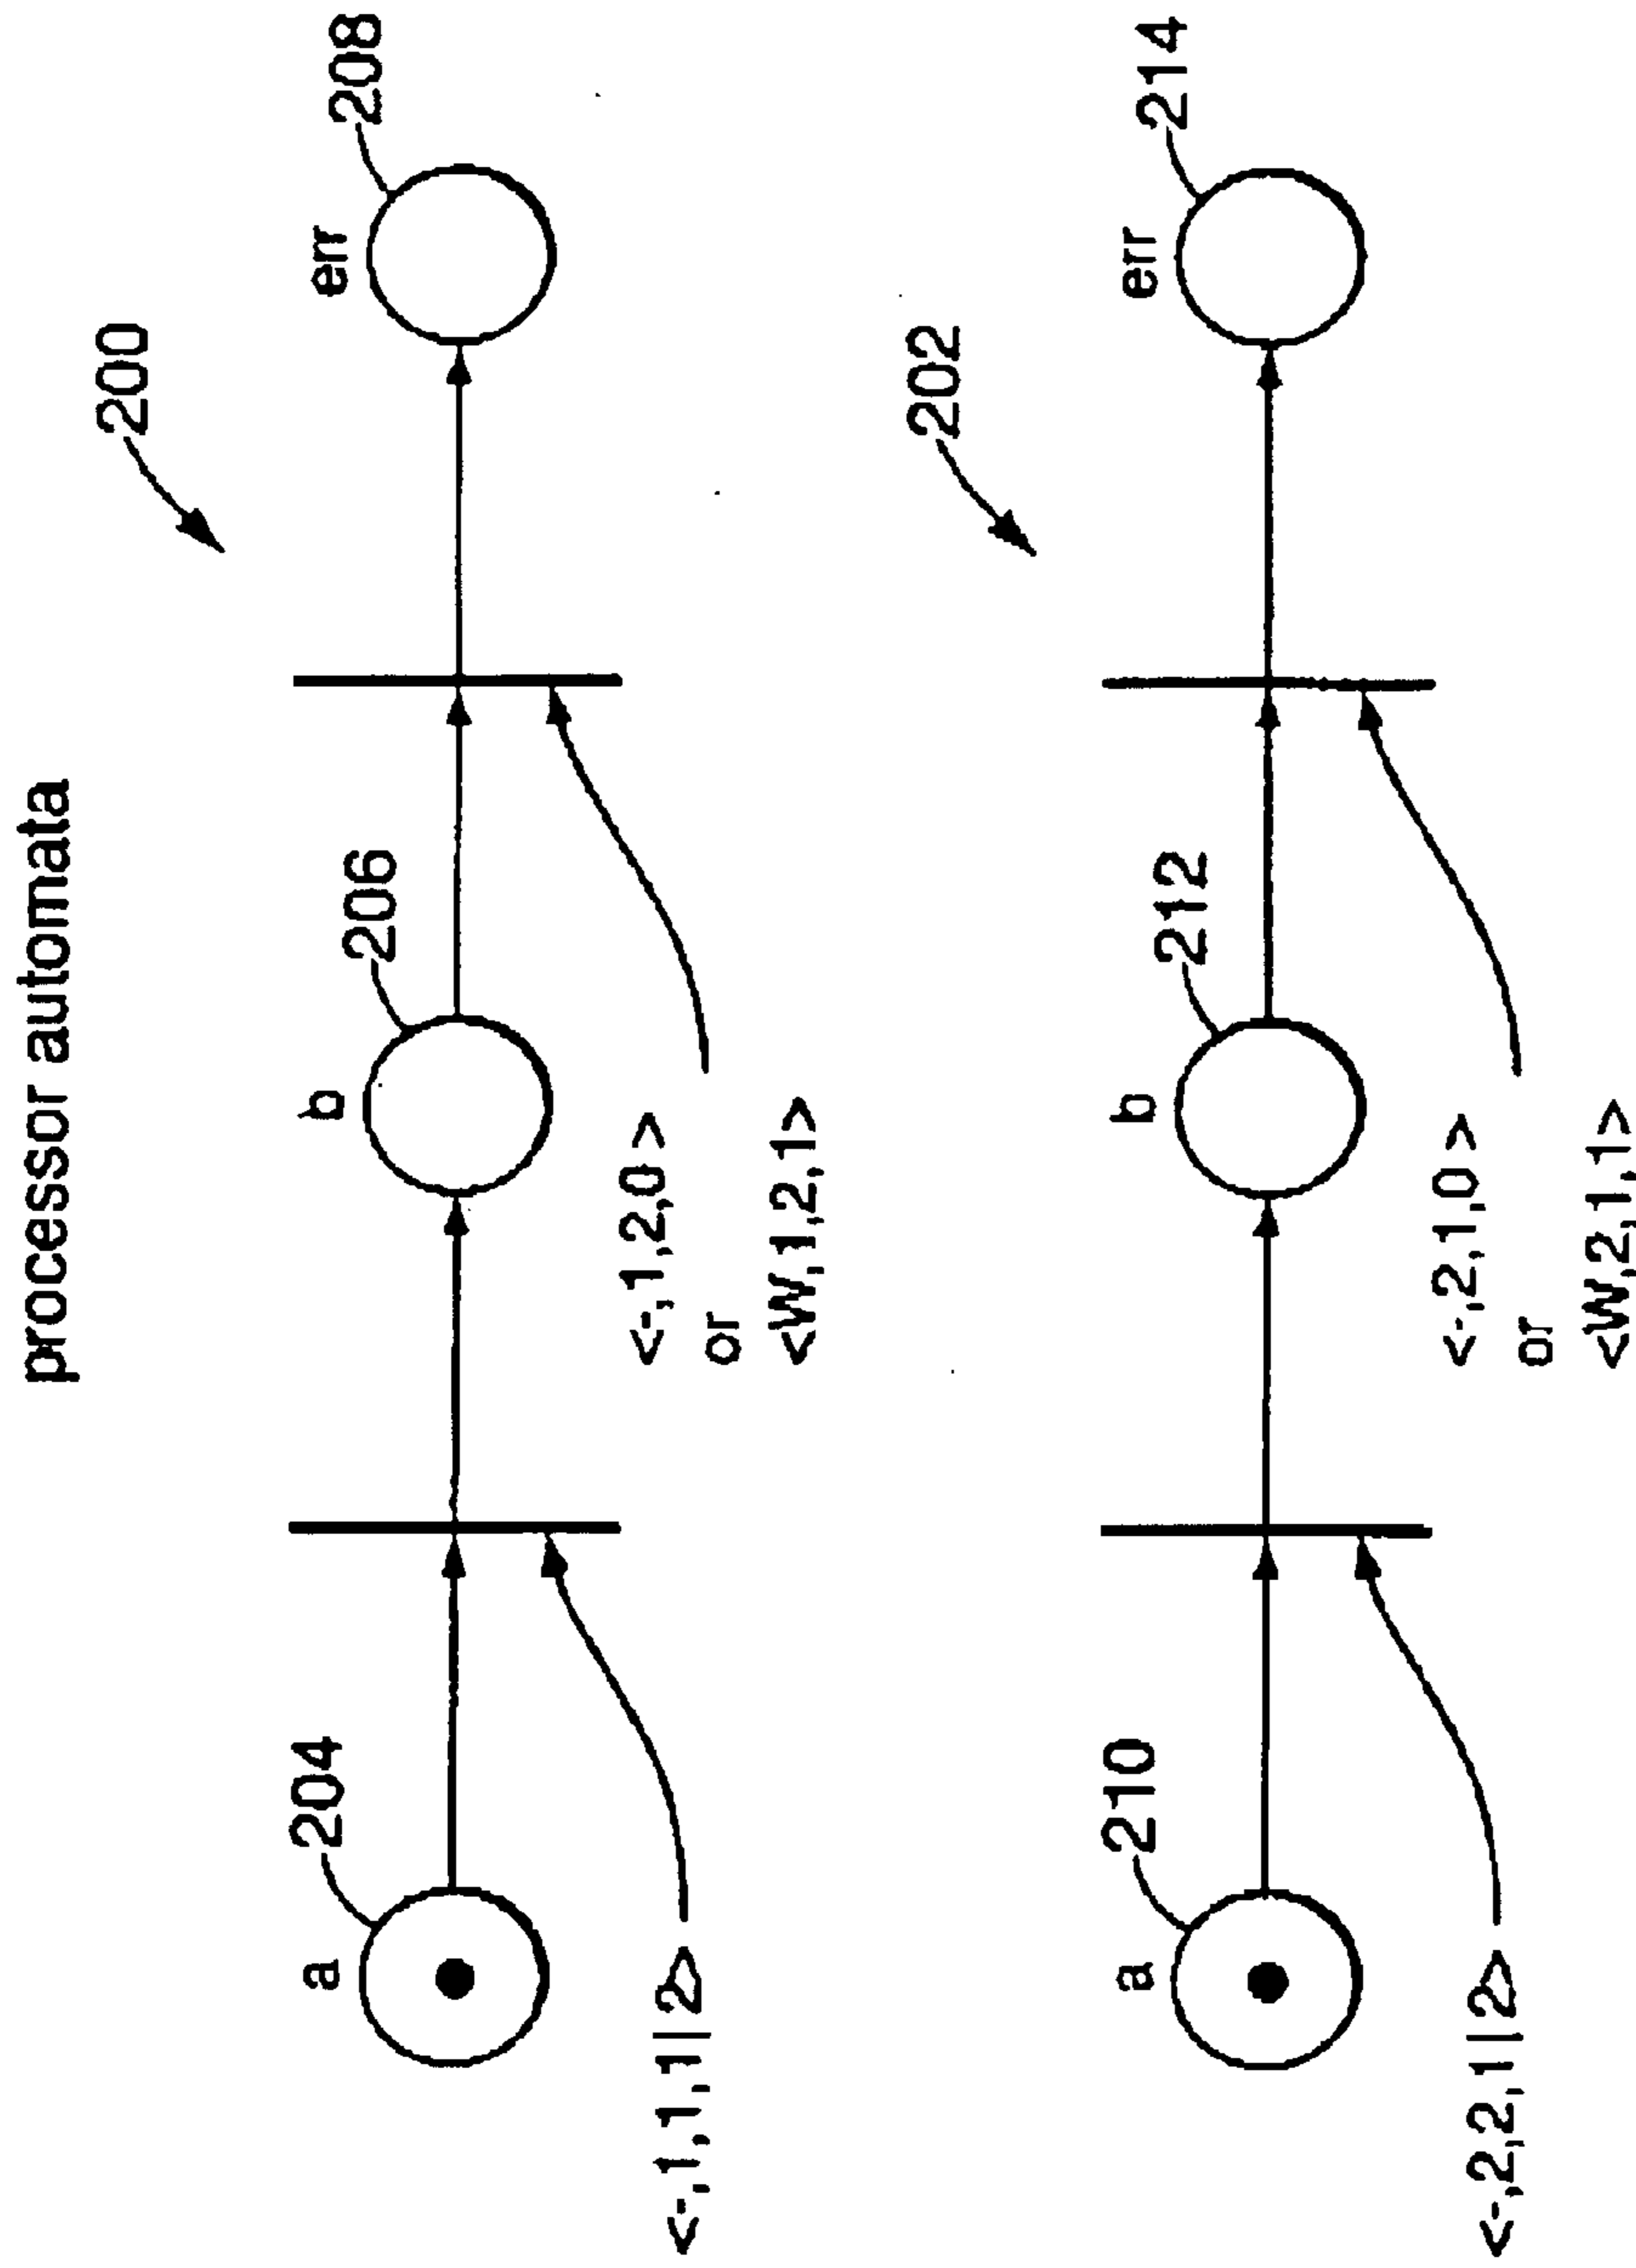 processor automata
200
a
204
b
206
err
208
<-,1,1,1|2>
<-,1,2,0>
or
<W,1,2,1>
202
a
210
b
212
err
214
<-,2,2,1|2>
<-,2,1,0>
or
<W,2,1,1>